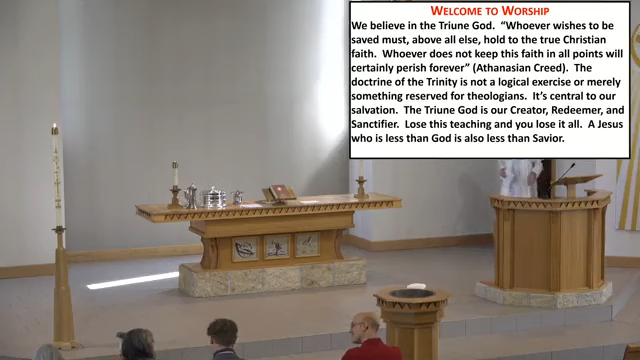 WELCOME TO WORSHIP
We believe in the Triune God.  “Whoever wishes to be
saved must, above all else, hold to the true Christian
faith.  Whoever does not keep this faith in all points will
certainly perish forever” (Athanasian Creed).  The
doctrine of the Trinity is not a logical exercise or merely
something reserved for theologians.  It’s central to our
salvation.  The Triune God is our Creator, Redeemer, and
Sanctifier.  Lose this teaching and you lose it all.  A Jesus
who is less than God is also less than Savior.